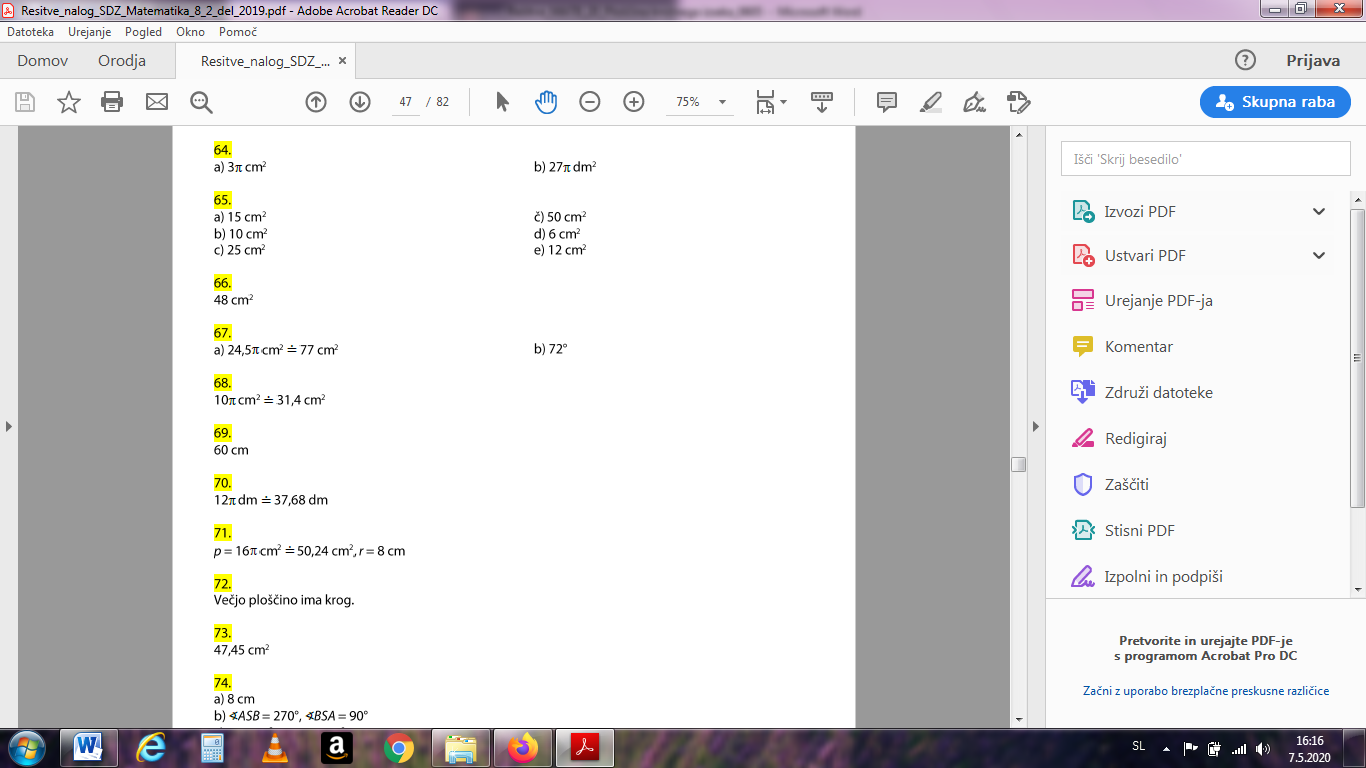 Resitve_nalog_SDZ_Matematika_8_2_del_2019.pdf - Adobe Acrobat Reader DC
Datoteka Urejanje Pogled Okno Pomoč
Domov Orodja Resitve_nalog_SDZ_... × Prijava
47 / 82 75% Skupna raba
64.
a) 3π cm² b) 27π dm²
65.
a) 15 cm² č) 50 cm²
b) 10 cm² d) 6 cm²
c) 25 cm² e) 12 cm²
66.
48 cm²
67.
a) 24,5π cm² ≐ 77 cm² b) 72°
68.
10π cm² ≐ 31,4 cm²
69.
60 cm
70.
12π dm ≐ 37,68 dm
71.
p = 16π cm² ≐ 50,24 cm², r = 8 cm
72.
Večjo ploščino ima krog.
73.
47,45 cm²
74.
a) 8 cm
b) ∢ASB = 270°, ∢BSA = 90°
Išči 'Skrij besedilo'
Izvozi PDF
Ustvari PDF
Urejanje PDF-ja
Komentar
Združi datoteke
Redigiraj
Zaščiti
Stisni PDF
Izpolni in podpiši
Pretvorite in urejajte PDF-je
s programom Acrobat Pro DC
Začni z uporabo brezplačne preskusne različice
SL 16:16
7.5.2020